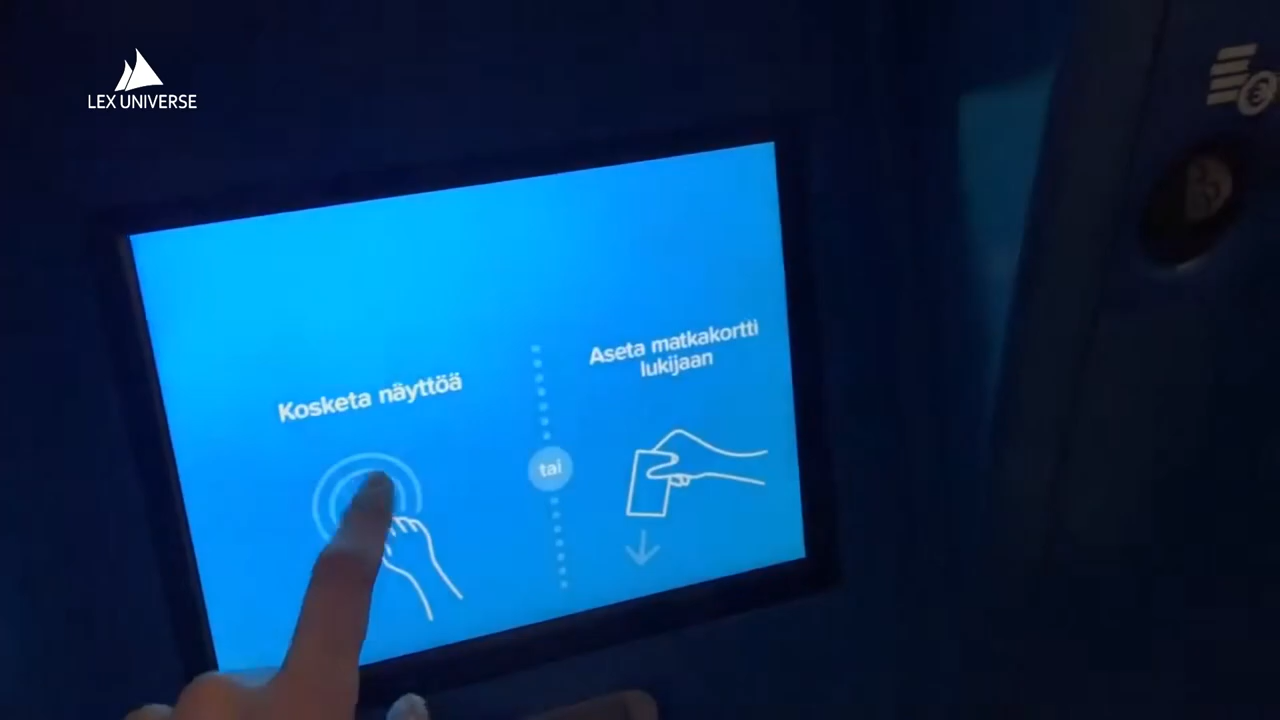 LEX UNIVERSE
Kosketa näyttöä
tai
Aseta matkakortti
lukijaan